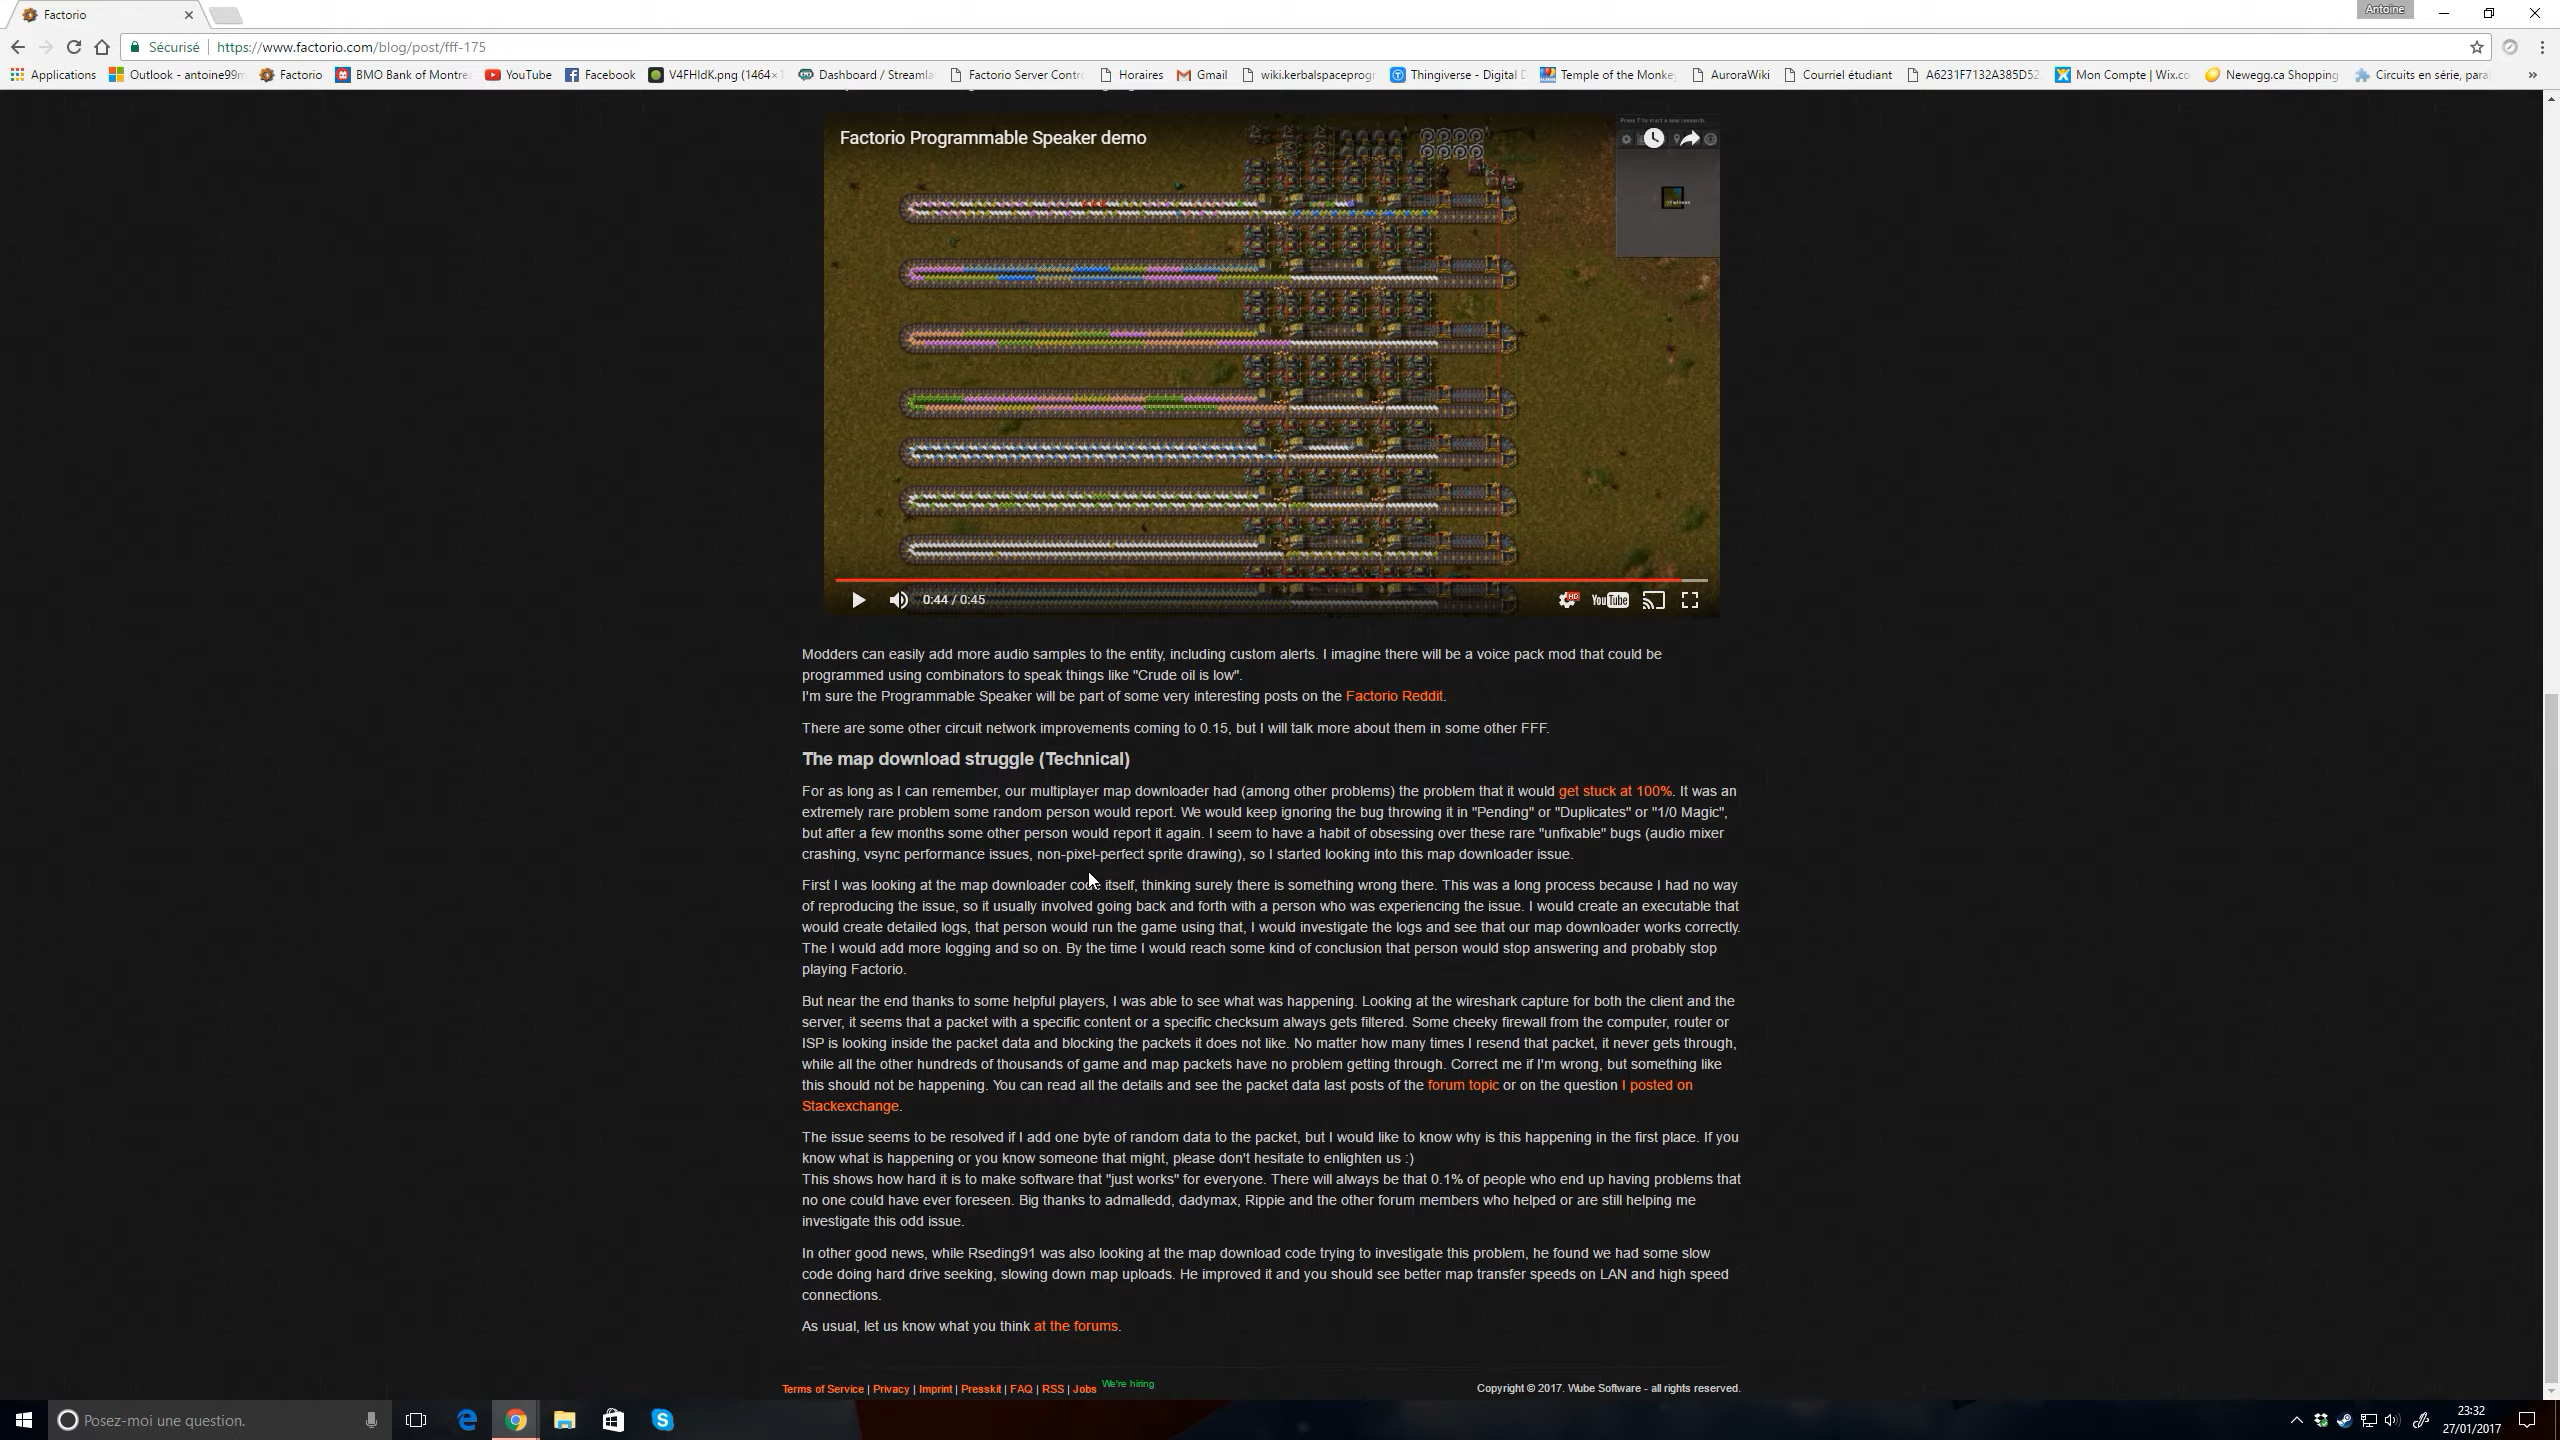 Factorio
Antoine
Sécurisé https://www.factorio.com/blog/post/fff-175
Applications Outlook - antoine99m Factorio BMO Bank of Montre YouTube Facebook V4FHIdK.png (1464× Dashboard / Streamla Factorio Server Contr Horaires Gmail wiki.kerbalspaceprog Thingiverse - Digital D Temple of the Monke AuroraWiki Courriel étudiant A6231F7132A385D52 Mon Compte | Wix.co Newegg.ca Shopping Circuits en série, para »
Factorio Programmable Speaker demo
Press T to start a new research.
0:44 / 0:45
HD
YouTube
Modders can easily add more audio samples to the entity, including custom alerts. I imagine there will be a voice pack mod that could be
programmed using combinators to speak things like "Crude oil is low".
I'm sure the Programmable Speaker will be part of some very interesting posts on the Factorio Reddit.
There are some other circuit network improvements coming to 0.15, but I will talk more about them in some other FFF.
The map download struggle (Technical)
For as long as I can remember, our multiplayer map downloader had (among other problems) the problem that it would get stuck at 100%. It was an
extremely rare problem some random person would report. We would keep ignoring the bug throwing it in "Pending" or "Duplicates" or "1/0 Magic",
but after a few months some other person would report it again. I seem to have a habit of obsessing over these rare "unfixable" bugs (audio mixer
crashing, vsync performance issues, non-pixel-perfect sprite drawing), so I started looking into this map downloader issue.
First I was looking at the map downloader code itself, thinking surely there is something wrong there. This was a long process because I had no way
of reproducing the issue, so it usually involved going back and forth with a person who was experiencing the issue. I would create an executable that
would create detailed logs, that person would run the game using that, I would investigate the logs and see that our map downloader works correctly.
The I would add more logging and so on. By the time I would reach some kind of conclusion that person would stop answering and probably stop
playing Factorio.
But near the end thanks to some helpful players, I was able to see what was happening. Looking at the wireshark capture for both the client and the
server, it seems that a packet with a specific content or a specific checksum always gets filtered. Some cheeky firewall from the computer, router or
ISP is looking inside the packet data and blocking the packets it does not like. No matter how many times I resend that packet, it never gets through,
while all the other hundreds of thousands of game and map packets have no problem getting through. Correct me if I'm wrong, but something like
this should not be happening. You can read all the details and see the packet data last posts of the forum topic or on the question I posted on
Stackexchange.
The issue seems to be resolved if I add one byte of random data to the packet, but I would like to know why is this happening in the first place. If you
know what is happening or you know someone that might, please don't hesitate to enlighten us :)
This shows how hard it is to make software that "just works" for everyone. There will always be that 0.1% of people who end up having problems that
no one could have ever foreseen. Big thanks to admalledd, dadymax, Rippie and the other forum members who helped or are still helping me
investigate this odd issue.
In other good news, while Rseding91 was also looking at the map download code trying to investigate this problem, he found we had some slow
code doing hard drive seeking, slowing down map uploads. He improved it and you should see better map transfer speeds on LAN and high speed
connections.
As usual, let us know what you think at the forums.
Terms of Service | Privacy | Imprint | Presskit | FAQ | RSS | Jobs We're hiring
Copyright © 2017. Wube Software - all rights reserved.
Posez-moi une question.
23:32
27/01/2017